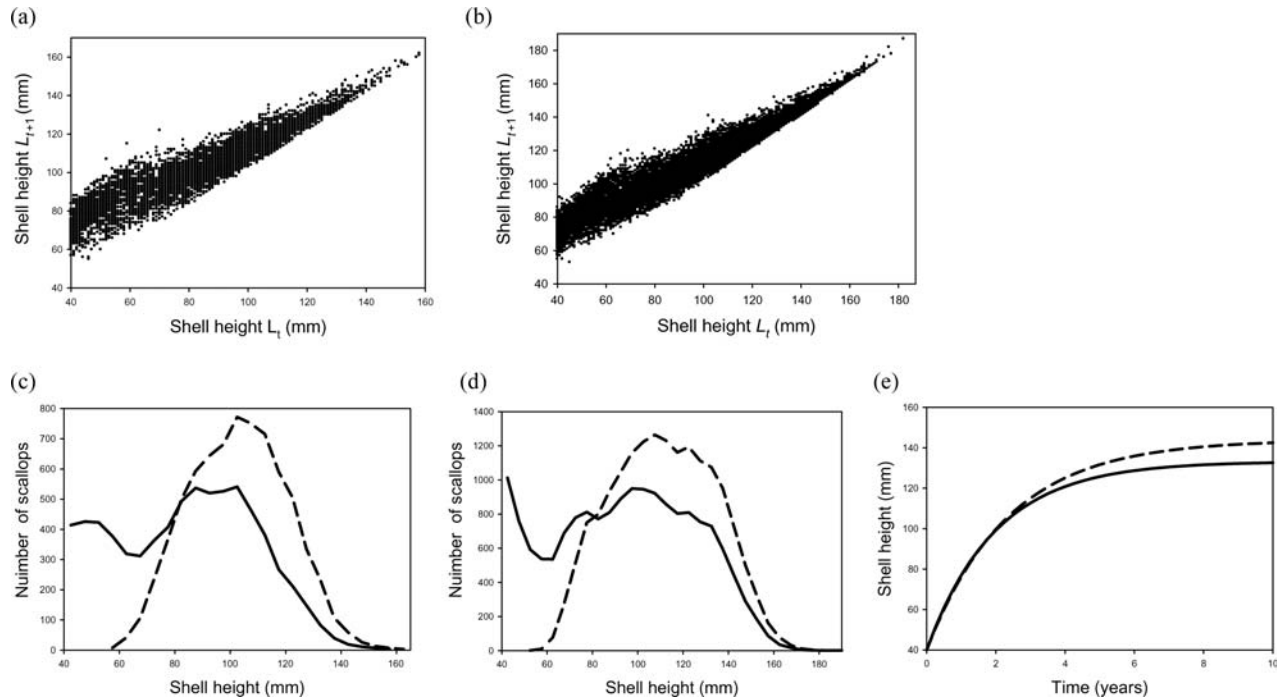 (a)
160
140
120
100
80
60
40
Shell height L_{t+1} (mm)
40 60 80 100 120 140 160
Shell height L_t (mm)
(b)
180
160
140
120
100
80
60
40
Shell height L_{t+1} (mm)
40 60 80 100 120 140 160 180
Shell height L_t (mm)
(c)
800
700
600
500
400
300
200
100
0
Nuimber of scallops
40 60 80 100 120 140 160
Shell height (mm)
(d)
1400
1200
1000
800
600
400
200
0
Nuimber of scallops
40 60 80 100 120 140 160 180
Shell height (mm)
(e)
160
140
120
100
80
60
40
Shell height (mm)
0 2 4 6 8 10
Time (years)